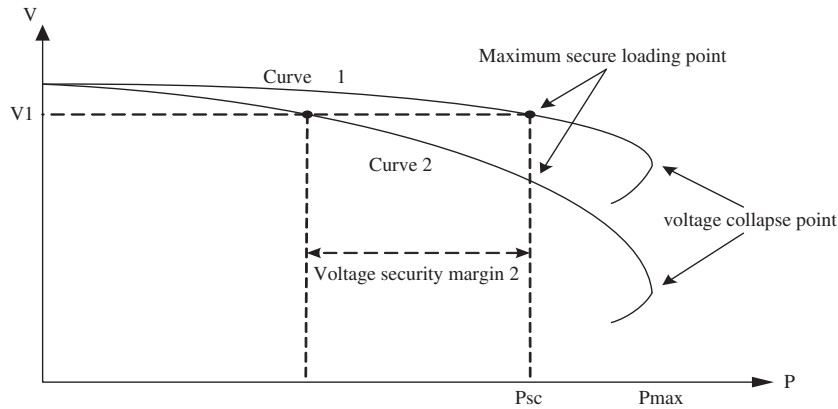 V
Maximum secure loading point
Curve 1
V1
Curve 2
voltage collapse point
Voltage security margin 2
P
Psc
Pmax